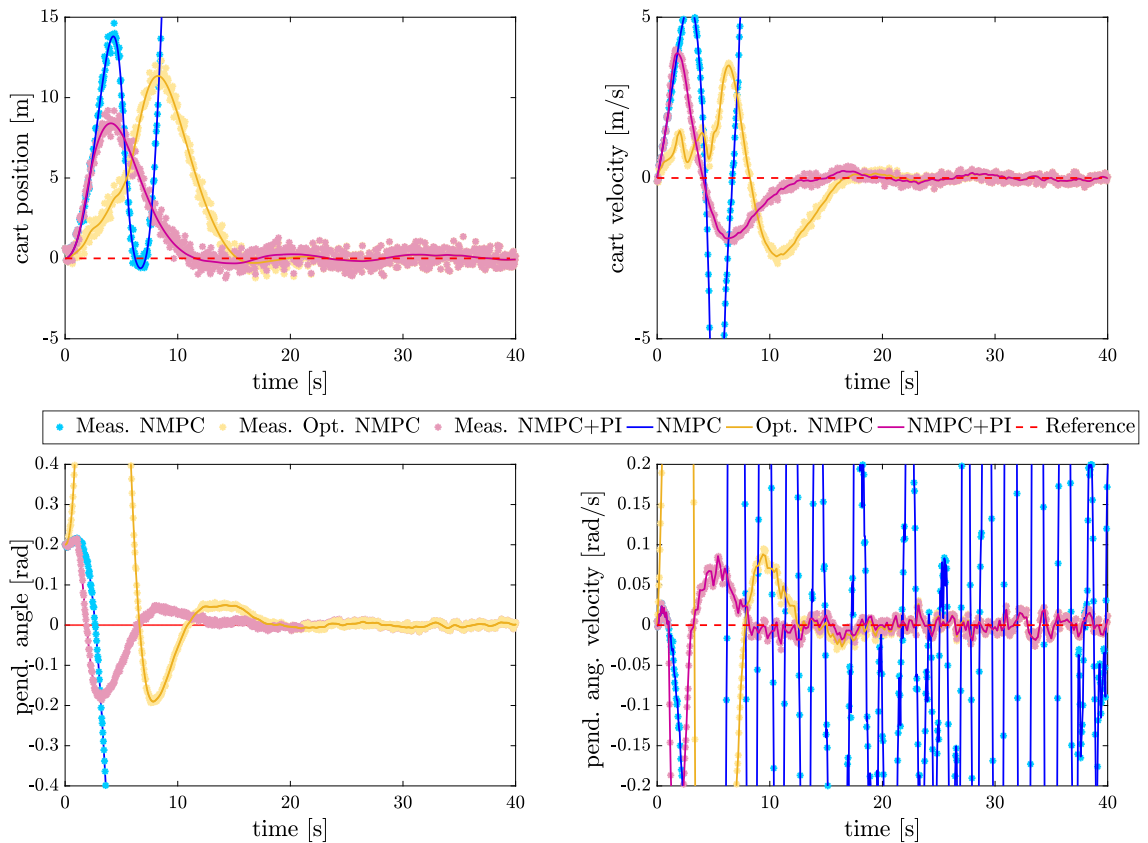 15
10
5
0
-5
cart position [m]
0 10 20 30 40
time [s]
5
0
-5
cart velocity [m/s]
0 10 20 30 40
time [s]
Meas. NMPC Meas. Opt. NMPC Meas. NMPC+PI NMPC Opt. NMPC NMPC+PI Reference
0.4
0.3
0.2
0.1
0
-0.1
-0.2
-0.3
-0.4
pend. angle [rad]
0 10 20 30 40
time [s]
0.2
0.15
0.1
0.05
0
-0.05
-0.1
-0.15
-0.2
pend. ang. velocity [rad/s]
0 10 20 30 40
time [s]